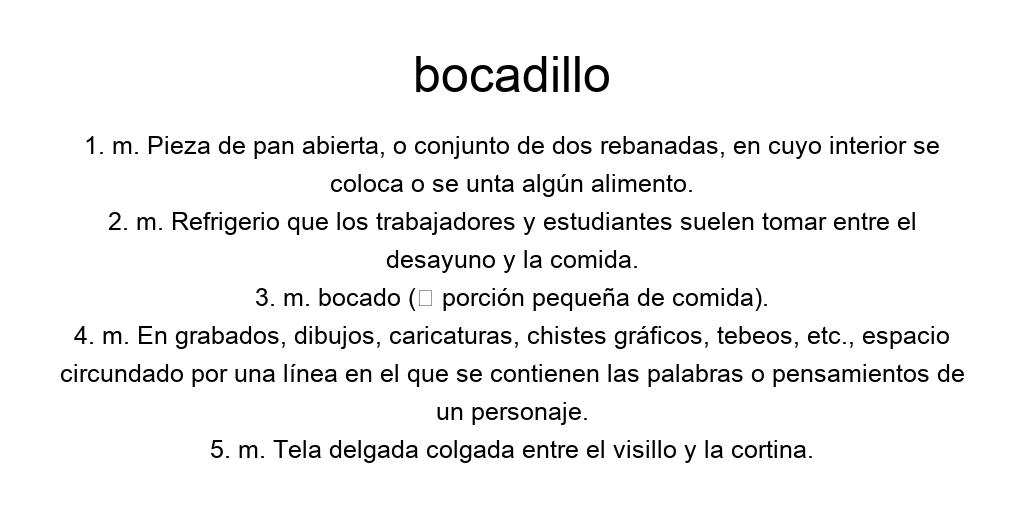 bocadillo
1. m. Pieza de pan abierta, o conjunto de dos rebanadas, en cuyo interior se
coloca o se unta algún alimento.
2. m. Refrigerio que los trabajadores y estudiantes suelen tomar entre el
desayuno y la comida.
3. m. bocado (▯ porción pequeña de comida).
4. m. En grabados, dibujos, caricaturas, chistes gráficos, tebeos, etc., espacio
circundado por una línea en el que se contienen las palabras o pensamientos de
un personaje.
5. m. Tela delgada colgada entre el visillo y la cortina.